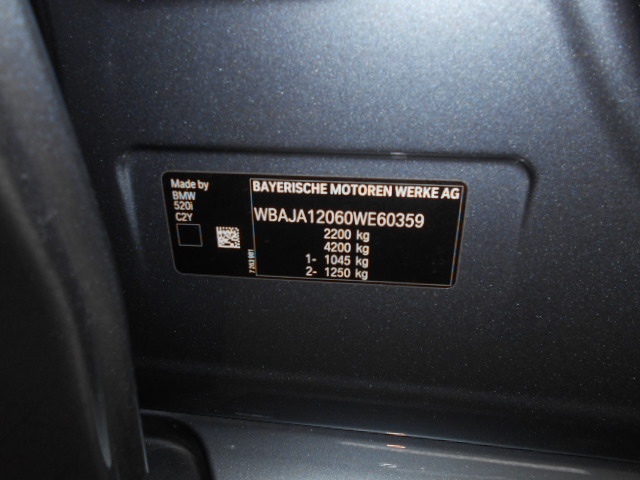 Made by
BMW
520i
C2Y
BAYERISCHE MOTOREN WERKE AG
WBAJA12060WE60359
2200 kg
4200 kg
1- 1045 kg
2- 1250 kg